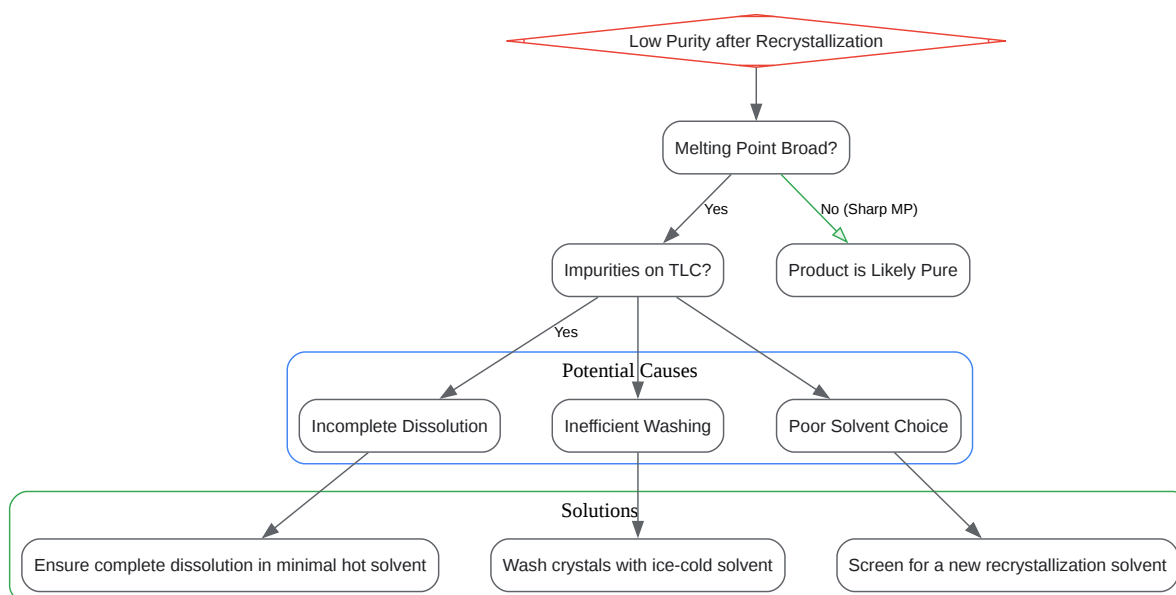 Low Purity after Recrystallization
Melting Point Broad?
Yes
No (Sharp MP)
Impurities on TLC?
Product is Likely Pure
Yes
Potential Causes
Incomplete Dissolution
Inefficient Washing
Poor Solvent Choice
Solutions
Ensure complete dissolution in minimal hot solvent
Wash crystals with ice-cold solvent
Screen for a new recrystallization solvent